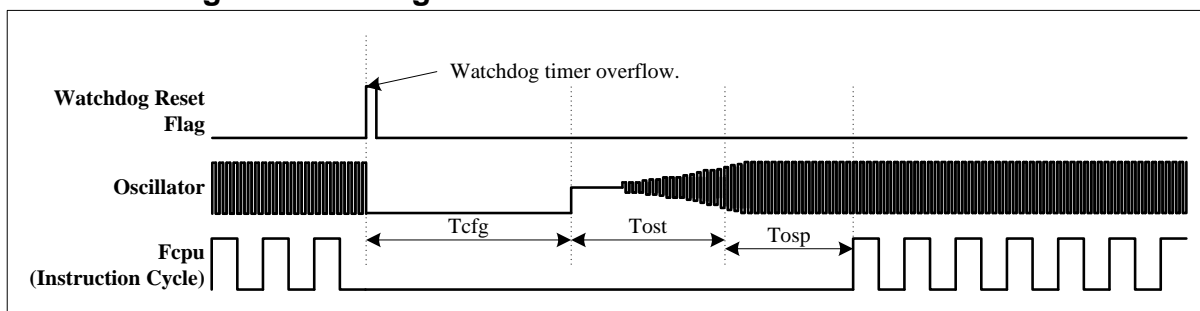 Watchdog timer overflow.
Watchdog Reset
Flag
Oscillator
Tcfg
Tost
Tosp
Fcpu
(Instruction Cycle)